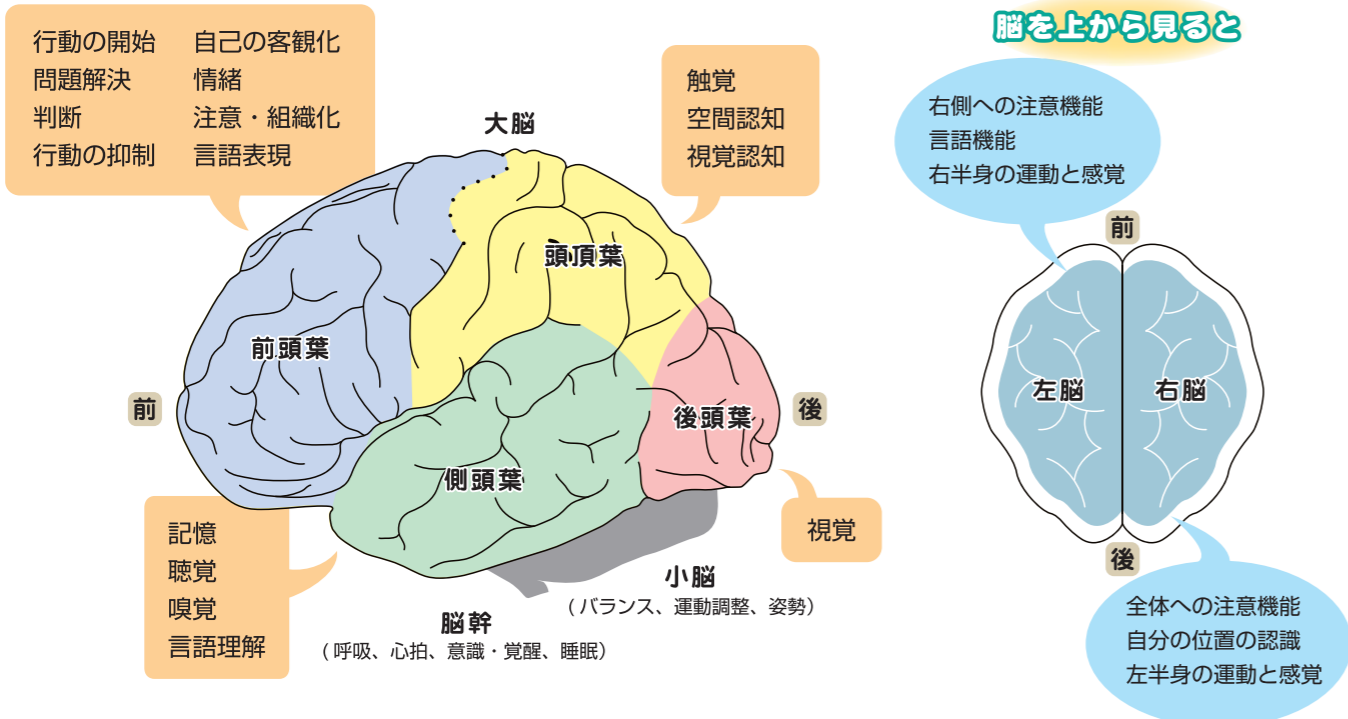 行動の開始 自己の客観化
問題解決 情緒
判断 注意・組織化
行動の抑制 言語表現
大脳
触覚
空間認知
視覚認知
頭頂葉
前頭葉
前
後
後頭葉
側頭葉
記憶
聴覚
嗅覚
言語理解
視覚
小脳
(バランス、運動調整、姿勢)
脳幹
(呼吸、心拍、意識・覚醒、睡眠)
脳を上から見ると
右側への注意機能
言語機能
右半身の運動と感覚
前
左脳 右脳
後
全体への注意機能
自分の位置の認識
左半身の運動と感覚